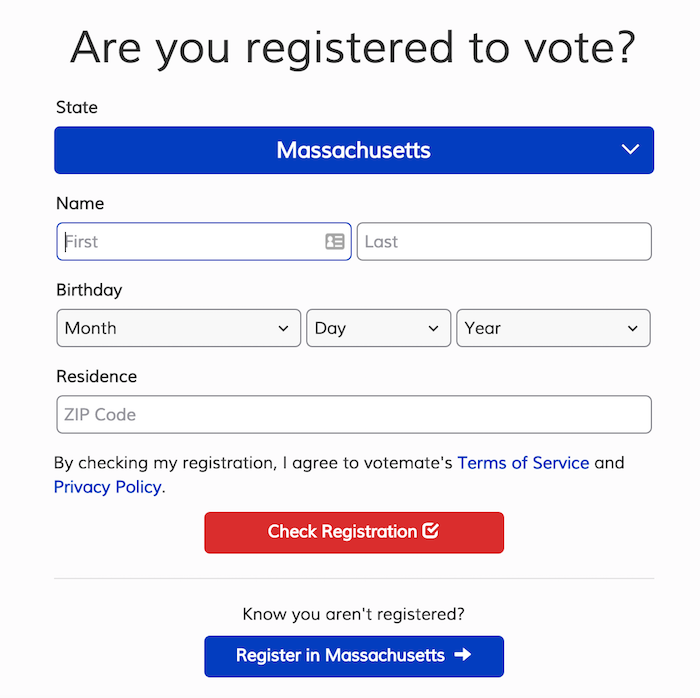 Are you registered to vote?
State
Massachusetts
Name
First
Last
Birthday
Month
Day
Year
Residence
ZIP Code
By checking my registration, I agree to votemate's Terms of Service and
Privacy Policy.
Check Registration
Know you aren't registered?
Register in Massachusetts